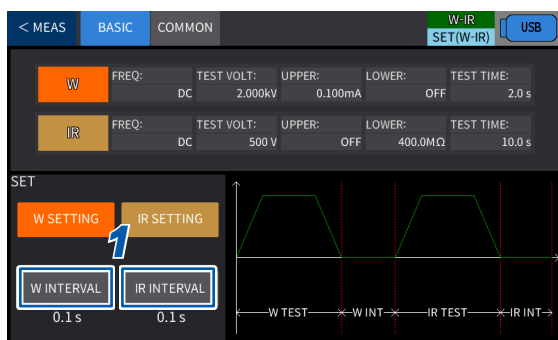 < MEAS BASIC COMMON W-IR SET(W-IR) USB
W FREQ: DC TEST VOLT: 2.000kV UPPER: 0.100mA LOWER: OFF TEST TIME: 2.0 s
IR FREQ: DC TEST VOLT: 500 V UPPER: OFF LOWER: 400.0MΩ TEST TIME: 10.0 s
SET
W SETTING IR SETTING
1
W INTERVAL IR INTERVAL
0.1 s 0.1 s
W TEST W INT IR TEST IR INT